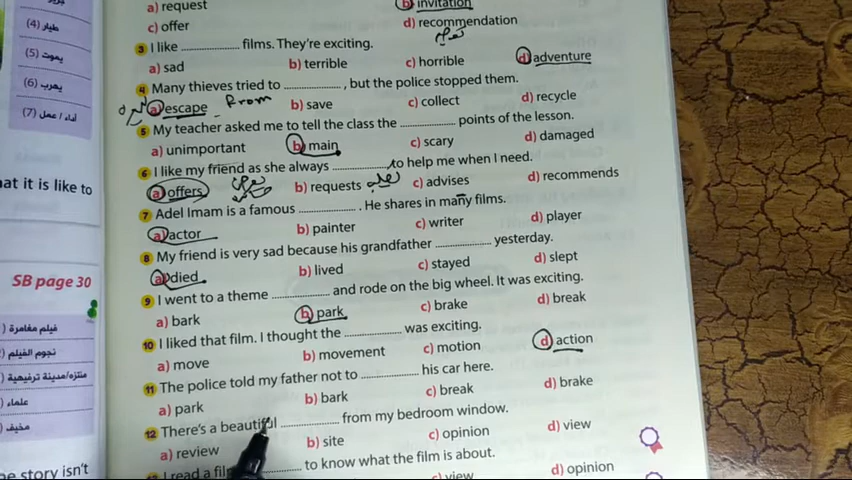 a) request
b) invitation
c) offer
d) recommendation
3 I like .................. films. They're exciting.
a) sad b) terrible c) horrible d) adventure
4 Many thieves tried to .................. , but the police stopped them.
a) escape - From b) save c) collect d) recycle
5 My teacher asked me to tell the class the .................. points of the lesson.
a) unimportant b) main c) scary d) damaged
6 I like my friend as she always .................. to help me when I need.
a) offers b) requests c) advises d) recommends
7 Adel Imam is a famous .................. . He shares in many films.
a) actor b) painter c) writer d) player
8 My friend is very sad because his grandfather .................. yesterday.
a) died b) lived c) stayed d) slept
9 I went to a theme .................. and rode on the big wheel. It was exciting.
a) bark b) park c) brake d) break
10 I liked that film. I thought the .................. was exciting.
a) move b) movement c) motion d) action
11 The police told my father not to .................. his car here.
a) park b) bark c) break d) brake
12 There's a beautiful .................. from my bedroom window.
a) review b) site c) opinion d) view
I read a fil .................. to know what the film is about.
c) view d) opinion
(4) طيار
(5) يموت
(6) يهرب
(7) أداء / عمل
at it is like to
SB page 30
فيلم مغامرة
نجوم الفيلم
منتزه/مدينة ترفيهية
علماء
مخيف
e story isn't